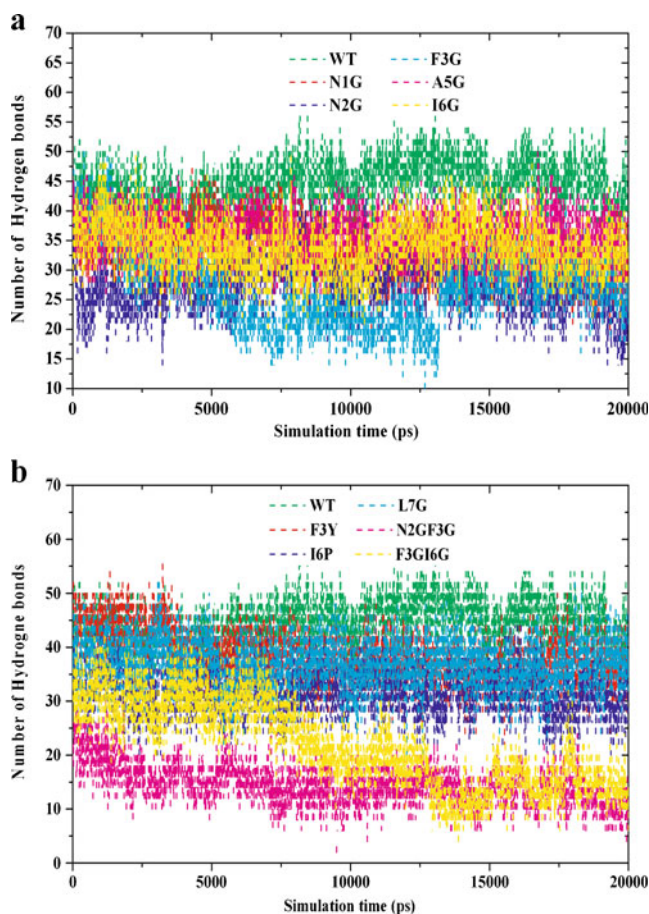 a
70
65
60
55
50
45
40
35
30
25
20
15
10
Number of Hydrogen bonds
WT F3G
N1G A5G
N2G I6G
0 5000 10000 15000 20000
Simulation time (ps)
b
70
60
50
40
30
20
10
0
Number of Hydrogne bonds
WT L7G
F3Y N2GF3G
I6P F3GI6G
0 5000 10000 15000 20000
Simulation time (ps)